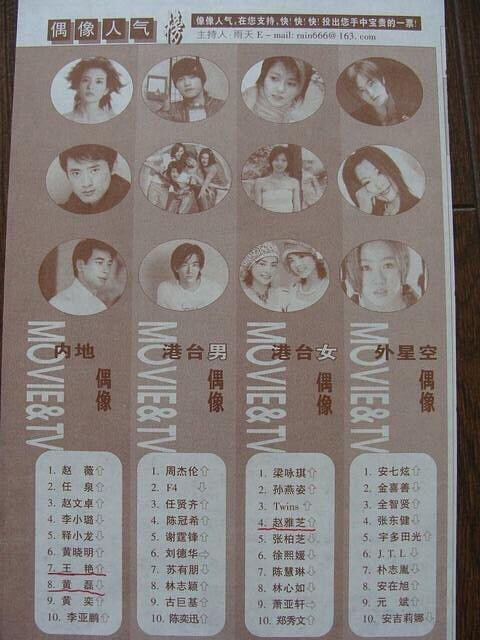 偶像人气榜
偶像人气,在您支持,快!快!快!投出您手中宝贵的一票!
主持人:雨天 E-mail: rain666@163.com
MOVIE&TV 内地偶像
MOVIE&TV 港台男偶像
MOVIE&TV 港台女偶像
MOVIE&TV 外星空偶像
1. 赵 薇⇧
2. 任 泉⇧
3. 赵文卓⇧
4. 李小璐⇩
5. 释小龙⇩
6. 黄晓明⇧
7. 王 艳⇧
8. 黄 磊⇩
9. 黄 奕⇧
10. 李亚鹏⇧
1. 周杰伦⇧
2. F4 ⇩
3. 任贤齐⇧
4. 陈冠希⇧
5. 谢霆锋⇧
6. 刘德华⇨
7. 苏有朋⇩
8. 林志颖⇧
9. 古巨基⇧
10. 陈奕迅⇧
1. 梁咏琪⇧
2. 孙燕姿⇧
3. Twins ⇧
4. 赵雅芝⇧
5. 张柏芝⇩
6. 徐熙媛⇩
7. 陈慧琳⇩
8. 林心如⇩
9. 萧亚轩⇨
10. 郑秀文⇧
1. 安七炫⇧
2. 金喜善⇩
3. 全智贤⇧
4. 张东健⇩
5. 宇多田光⇧
6. J.T.L ⇩
7. 朴志胤⇩
8. 安在旭⇧
9. 元 斌⇧
10. 安吉莉娜⇩